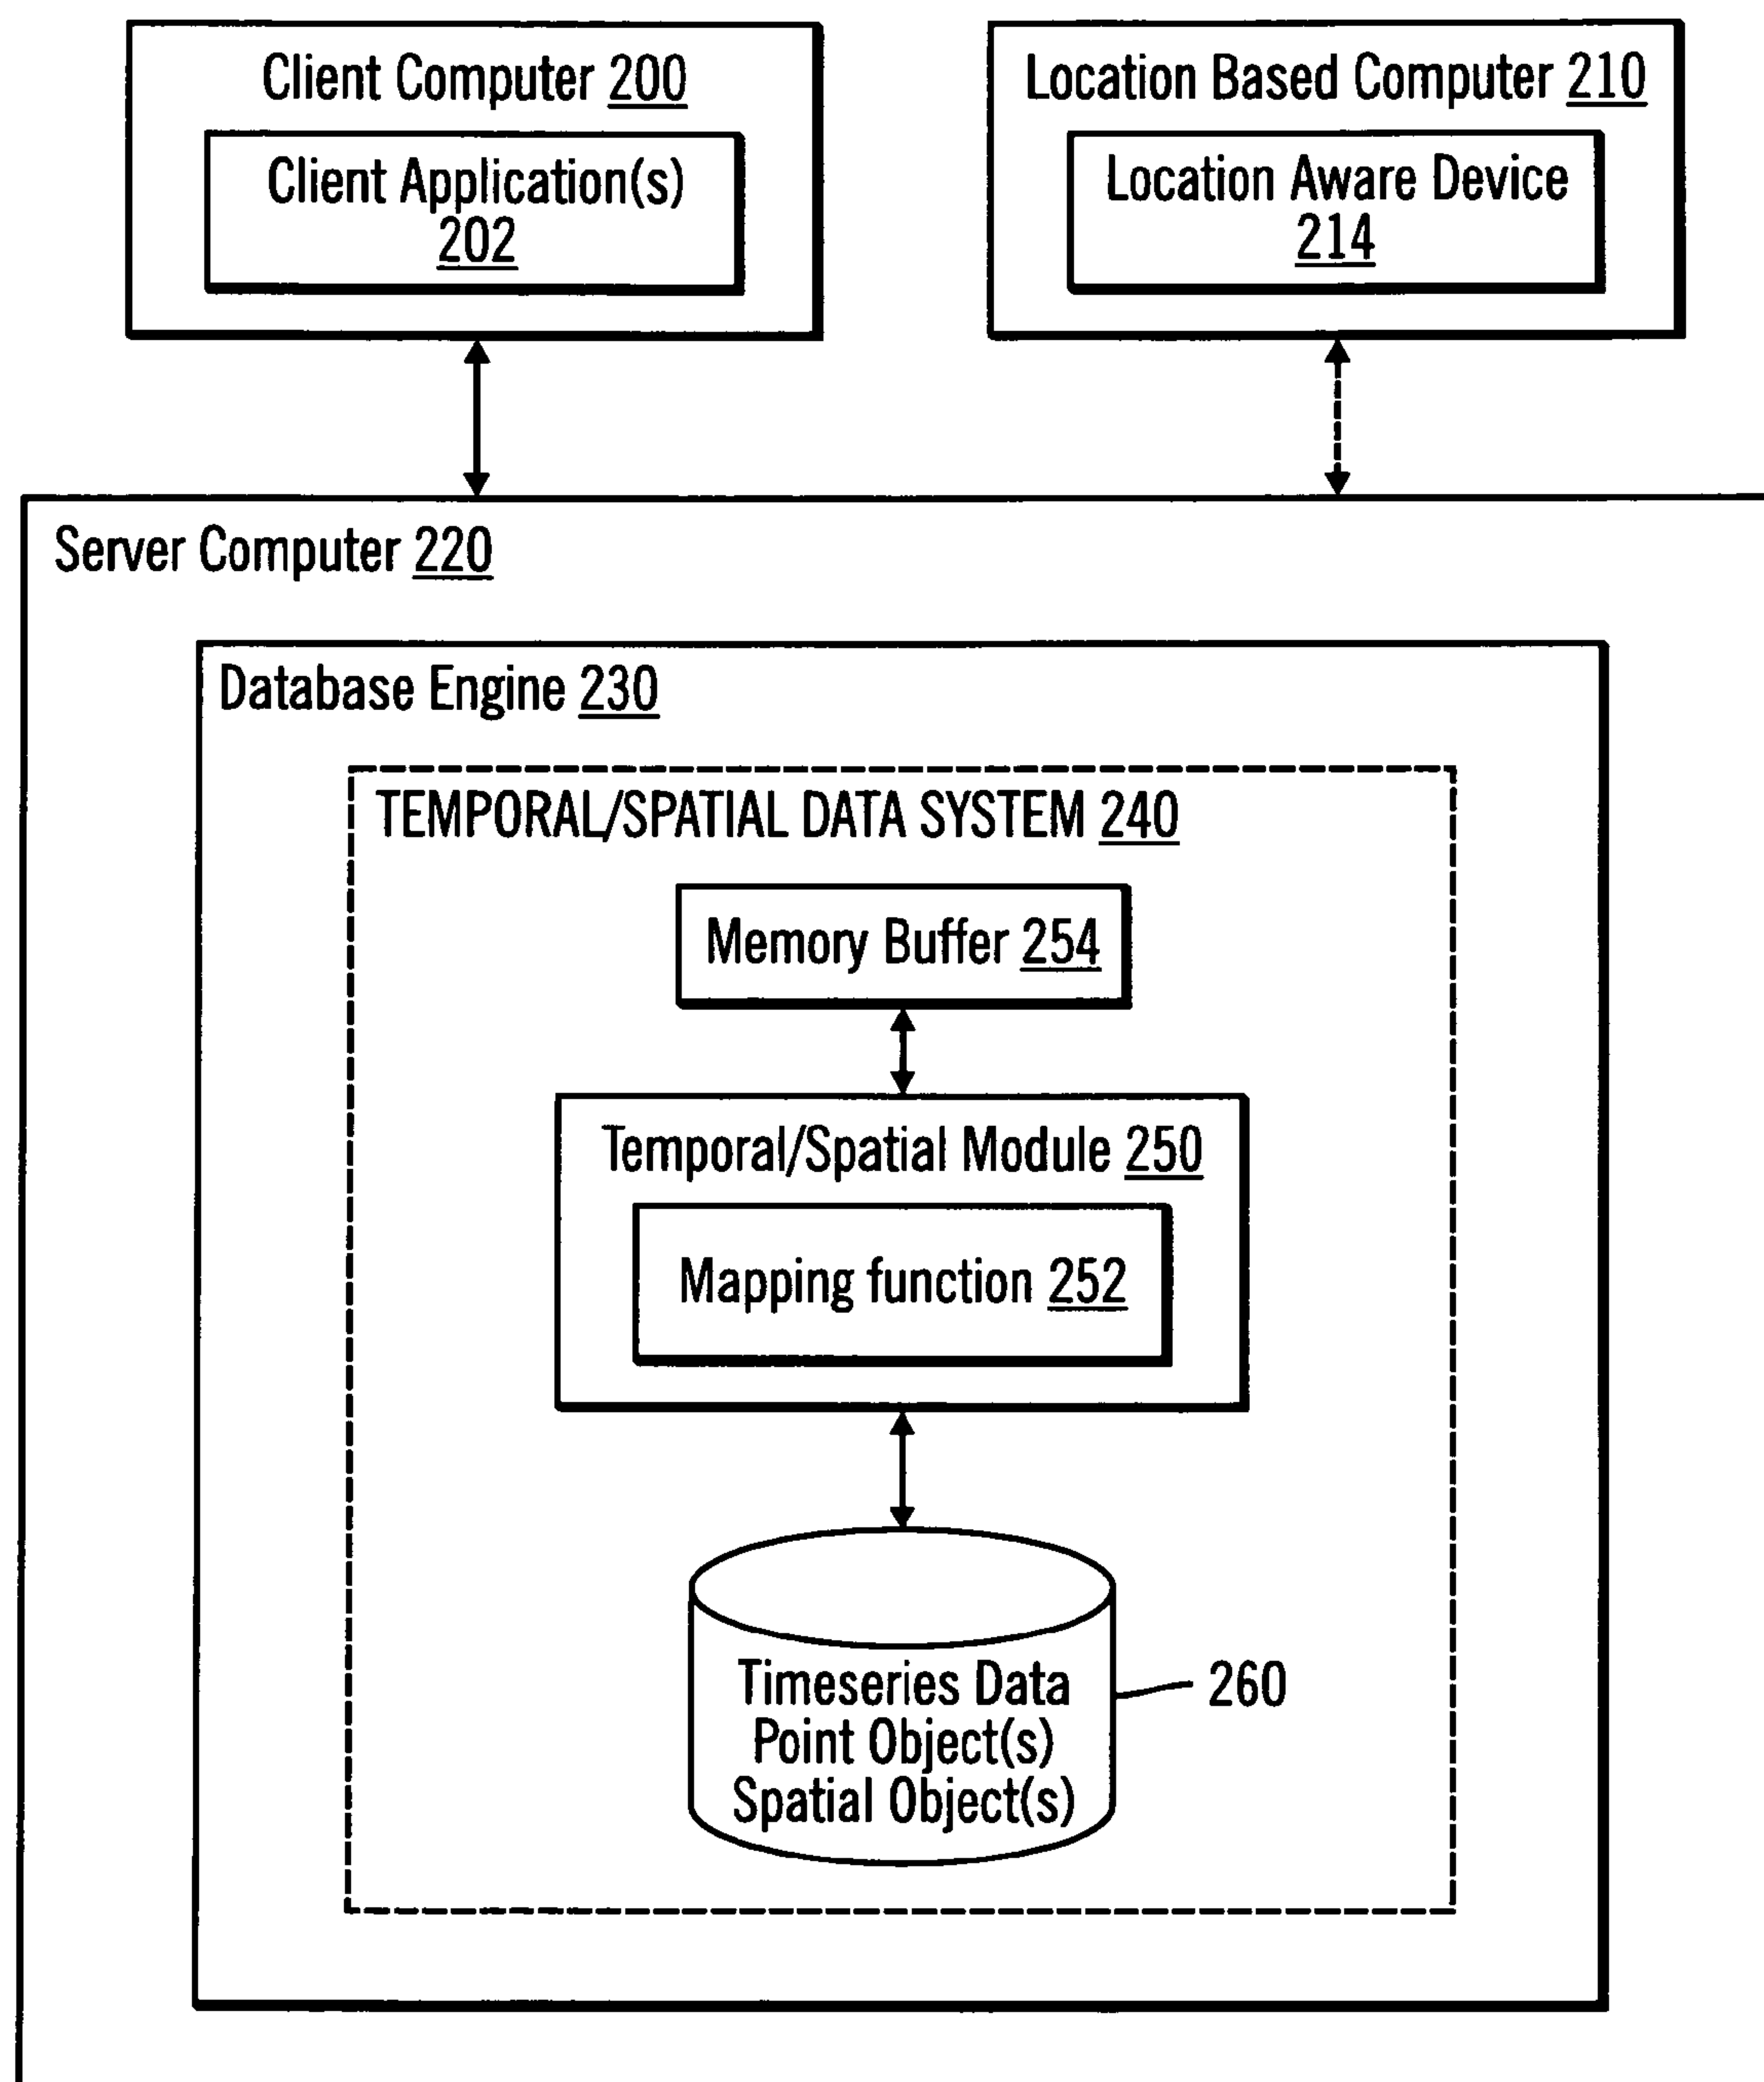 Client Computer 200
Client Application(s)
202
Location Based Computer 210
Location Aware Device
214
Server Computer 220
Database Engine 230
TEMPORAL/SPATIAL DATA SYSTEM 240
Memory Buffer 254
Temporal/Spatial Module 250
Mapping function 252
Timeseries Data
Point Object(s)
Spatial Object(s)
260